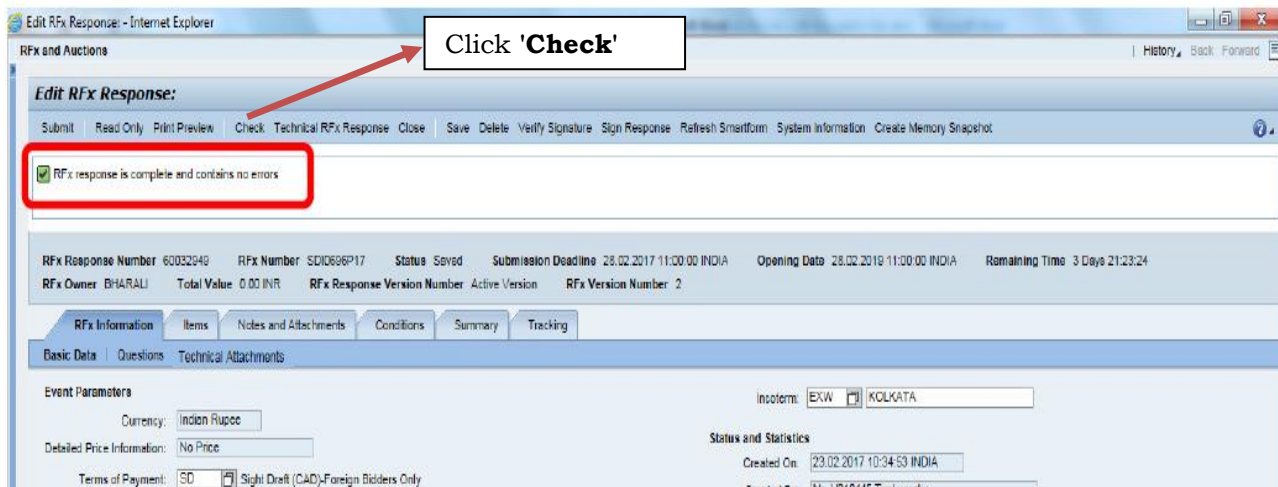 Edit RFx Response: - Internet Explorer
Click 'Check'
RFx and Auctions
History Back Forward
Edit RFx Response:
Submit Read Only Print Preview Check Technical RFx Response Close Save Delete Verify Signature Sign Response Refresh Smartform System Information Create Memory Snapshot
RFx response is complete and contains no errors
RFx Response Number 60032949 RFx Number SDI0696P17 Status Saved Submission Deadline 28.02.2017 11:00:00 INDIA Opening Date 28.02.2019 11:00:00 INDIA Remaining Time 3 Days 21:23:24
RFx Owner BHARALI Total Value 0.00 INR RFx Response Version Number Active Version RFx Version Number 2
RFx Information Items Notes and Attachments Conditions Summary Tracking
Basic Data Questions Technical Attachments
Event Parameters
Incoterm: EXW KOLKATA
Currency: Indian Rupee
Status and Statistics
Detailed Price Information: No Price
Created On: 23.02.2017 10:34:53 INDIA
Terms of Payment: SD Sight Draft (CAD)-Foreign Bidders Only